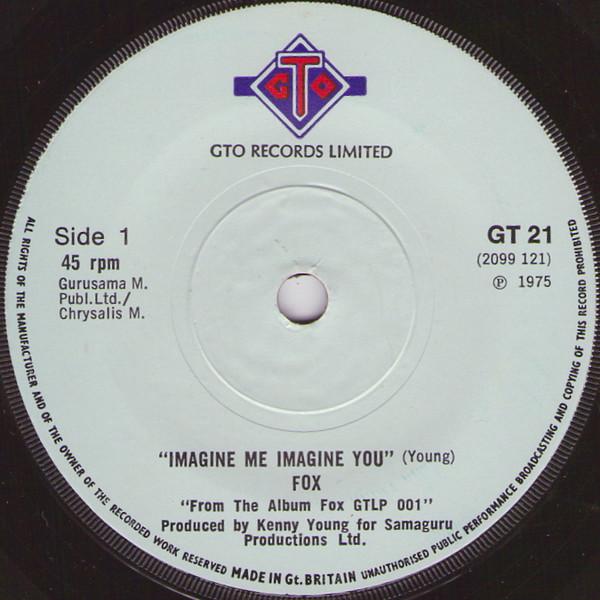 GTO
GTO RECORDS LIMITED
Side 1
45 rpm
Gurusama M.
Publ.Ltd./
Chrysalis M.
GT 21
(2099 121)
℗ 1975
"IMAGINE ME IMAGINE YOU" (Young)
FOX
"From The Album Fox GTLP 001"
Produced by Kenny Young for Samaguru
Productions Ltd.
ALL RIGHTS OF THE MANUFACTURER AND OF THE OWNER OF THE RECORDED WORK RESERVED MADE IN Gt. BRITAIN UNAUTHORISED PUBLIC PERFORMANCE BROADCASTING AND COPYING OF THIS RECORD PROHIBITED